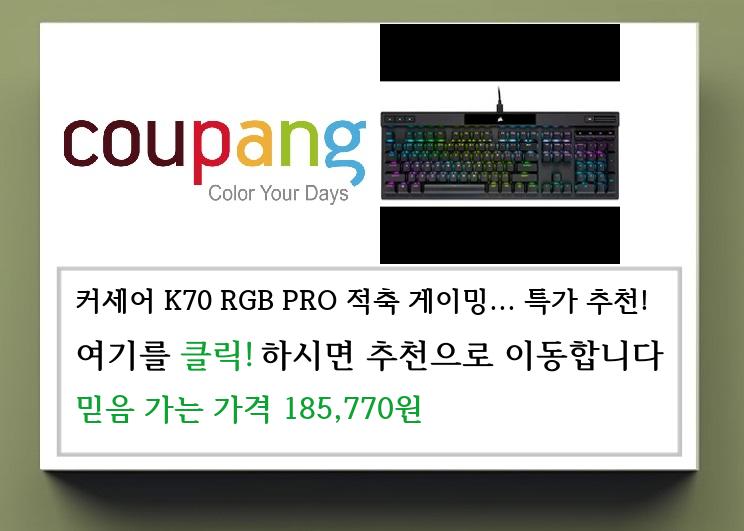 coupang
Color Your Days
커세어 K70 RGB PRO 적축 게이밍... 특가 추천!
여기를 클릭! 하시면 추천으로 이동합니다
믿음 가는 가격 185,770원